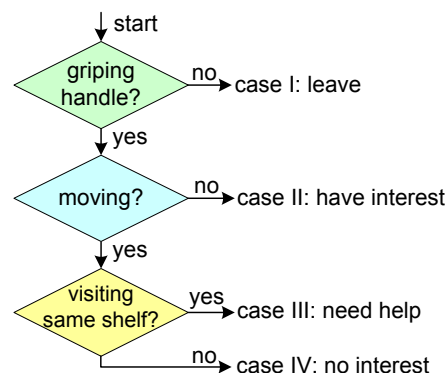 start
griping
handle?
no
case I: leave
yes
moving?
no
case II: have interest
yes
visiting
same shelf?
yes
case III: need help
no
case IV: no interest